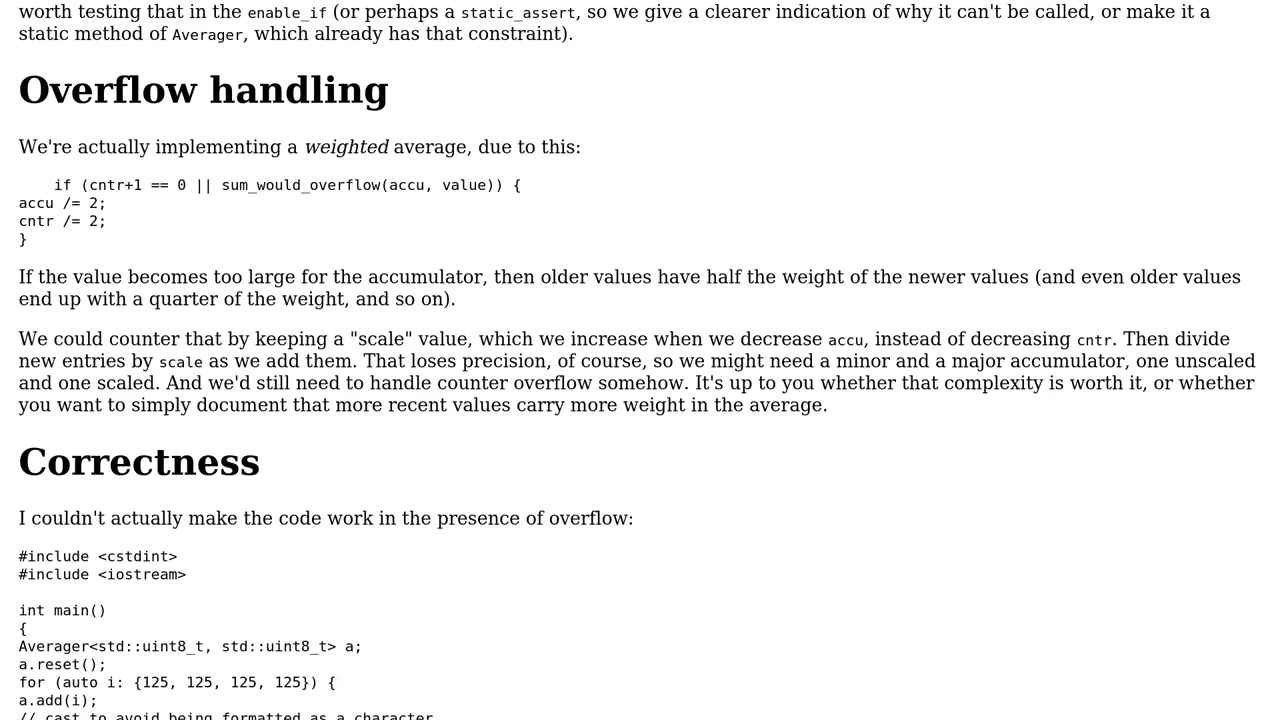 worth testing that in the enable_if (or perhaps a static_assert, so we give a clearer indication of why it can't be called, or make it a
static method of Averager, which already has that constraint).
Overflow handling
We're actually implementing a weighted average, due to this:
    if (cntr+1 == 0 || sum_would_overflow(accu, value)) {
accu /= 2;
cntr /= 2;
}
If the value becomes too large for the accumulator, then older values have half the weight of the newer values (and even older values
end up with a quarter of the weight, and so on).
We could counter that by keeping a "scale" value, which we increase when we decrease accu, instead of decreasing cntr. Then divide
new entries by scale as we add them. That loses precision, of course, so we might need a minor and a major accumulator, one unscaled
and one scaled. And we'd still need to handle counter overflow somehow. It's up to you whether that complexity is worth it, or whether
you want to simply document that more recent values carry more weight in the average.
Correctness
I couldn't actually make the code work in the presence of overflow:
#include <cstdint>
#include <iostream>
int main()
{
Averager<std::uint8_t, std::uint8_t> a;
a.reset();
for (auto i: {125, 125, 125, 125}) {
a.add(i);
// cast to avoid being formatted as a character